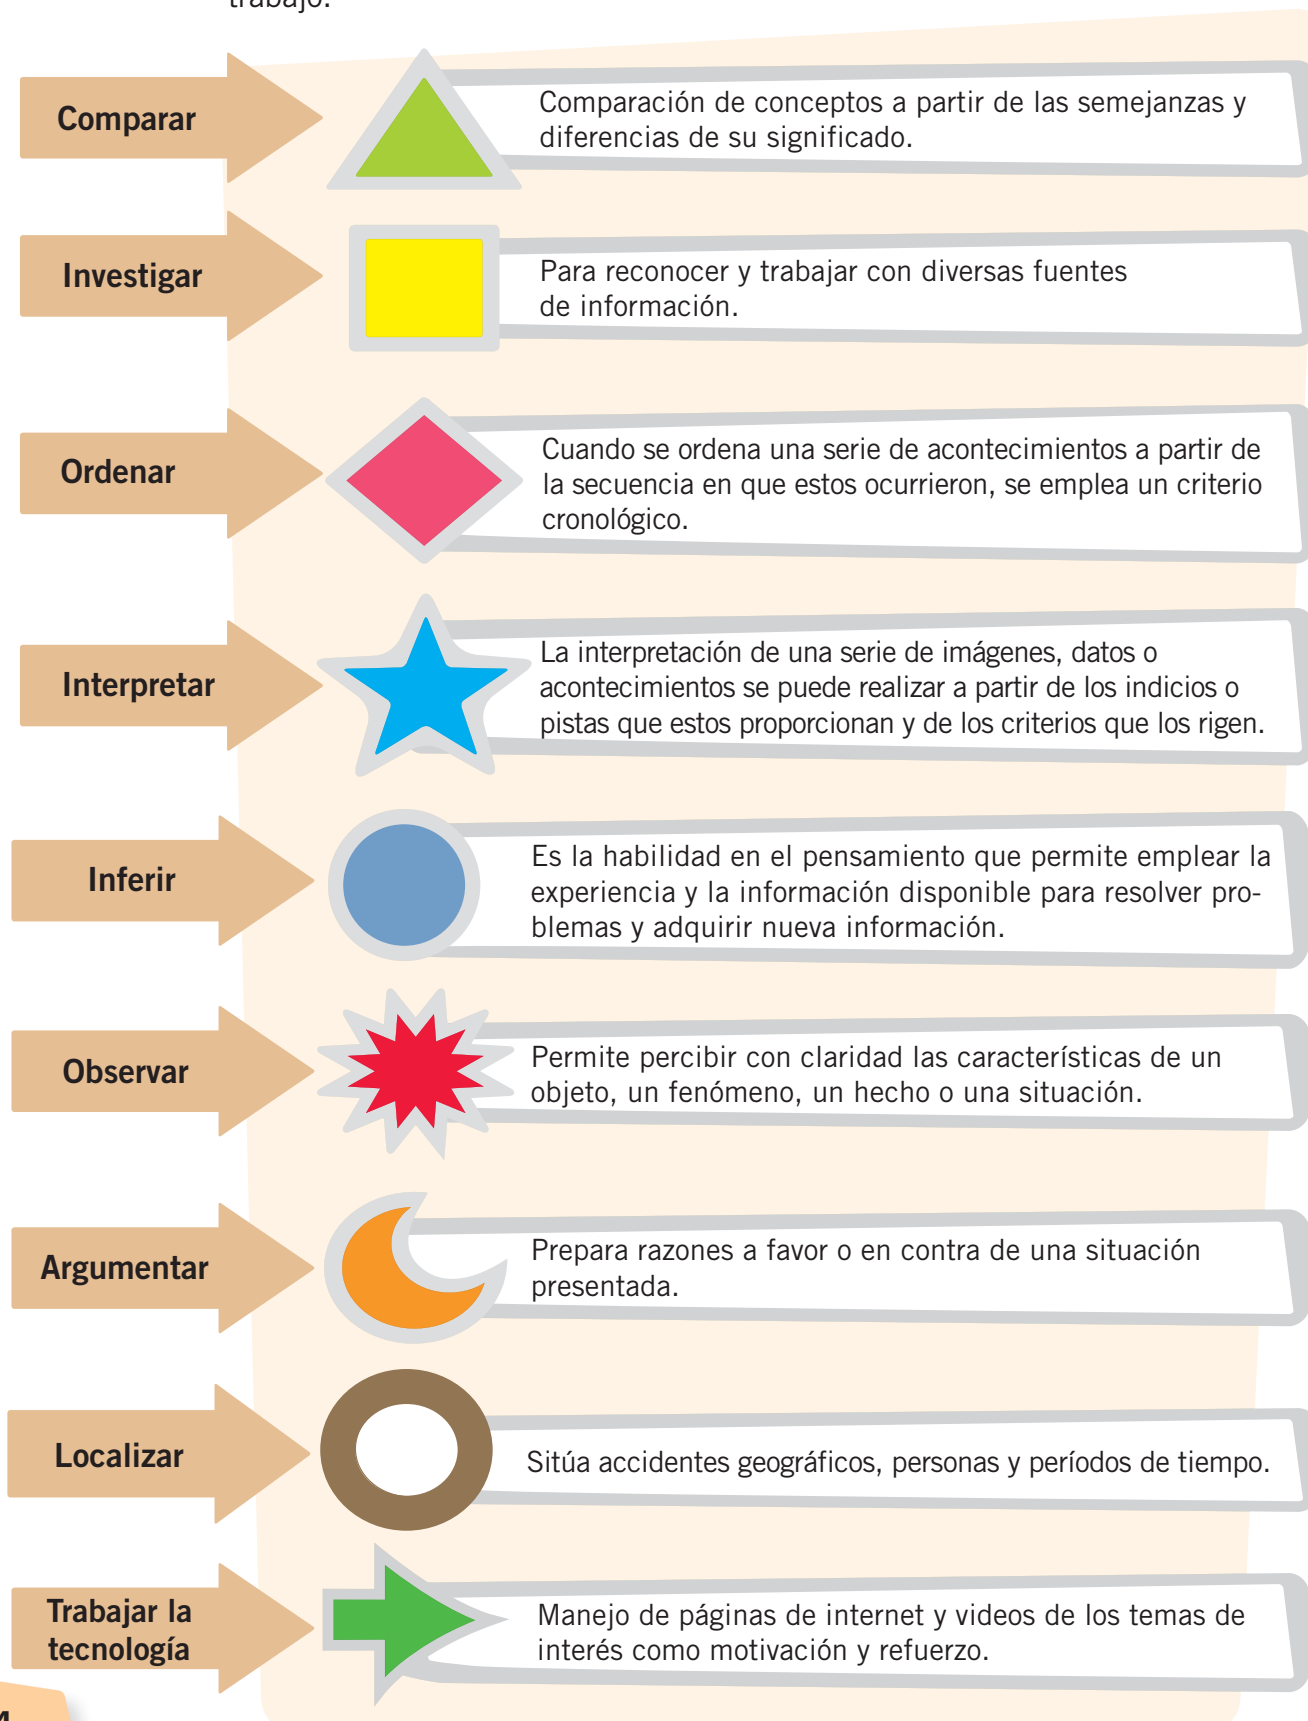 trabajo.
Comparar
Comparación de conceptos a partir de las semejanzas y
diferencias de su significado.
Investigar
Para reconocer y trabajar con diversas fuentes
de información.
Ordenar
Cuando se ordena una serie de acontecimientos a partir de
la secuencia en que estos ocurrieron, se emplea un criterio
cronológico.
Interpretar
La interpretación de una serie de imágenes, datos o
acontecimientos se puede realizar a partir de los indicios o
pistas que estos proporcionan y de los criterios que los rigen.
Inferir
Es la habilidad en el pensamiento que permite emplear la
experiencia y la información disponible para resolver pro-
blemas y adquirir nueva información.
Observar
Permite percibir con claridad las características de un
objeto, un fenómeno, un hecho o una situación.
Argumentar
Prepara razones a favor o en contra de una situación
presentada.
Localizar
Sitúa accidentes geográficos, personas y períodos de tiempo.
Trabajar la
tecnología
Manejo de páginas de internet y videos de los temas de
interés como motivación y refuerzo.